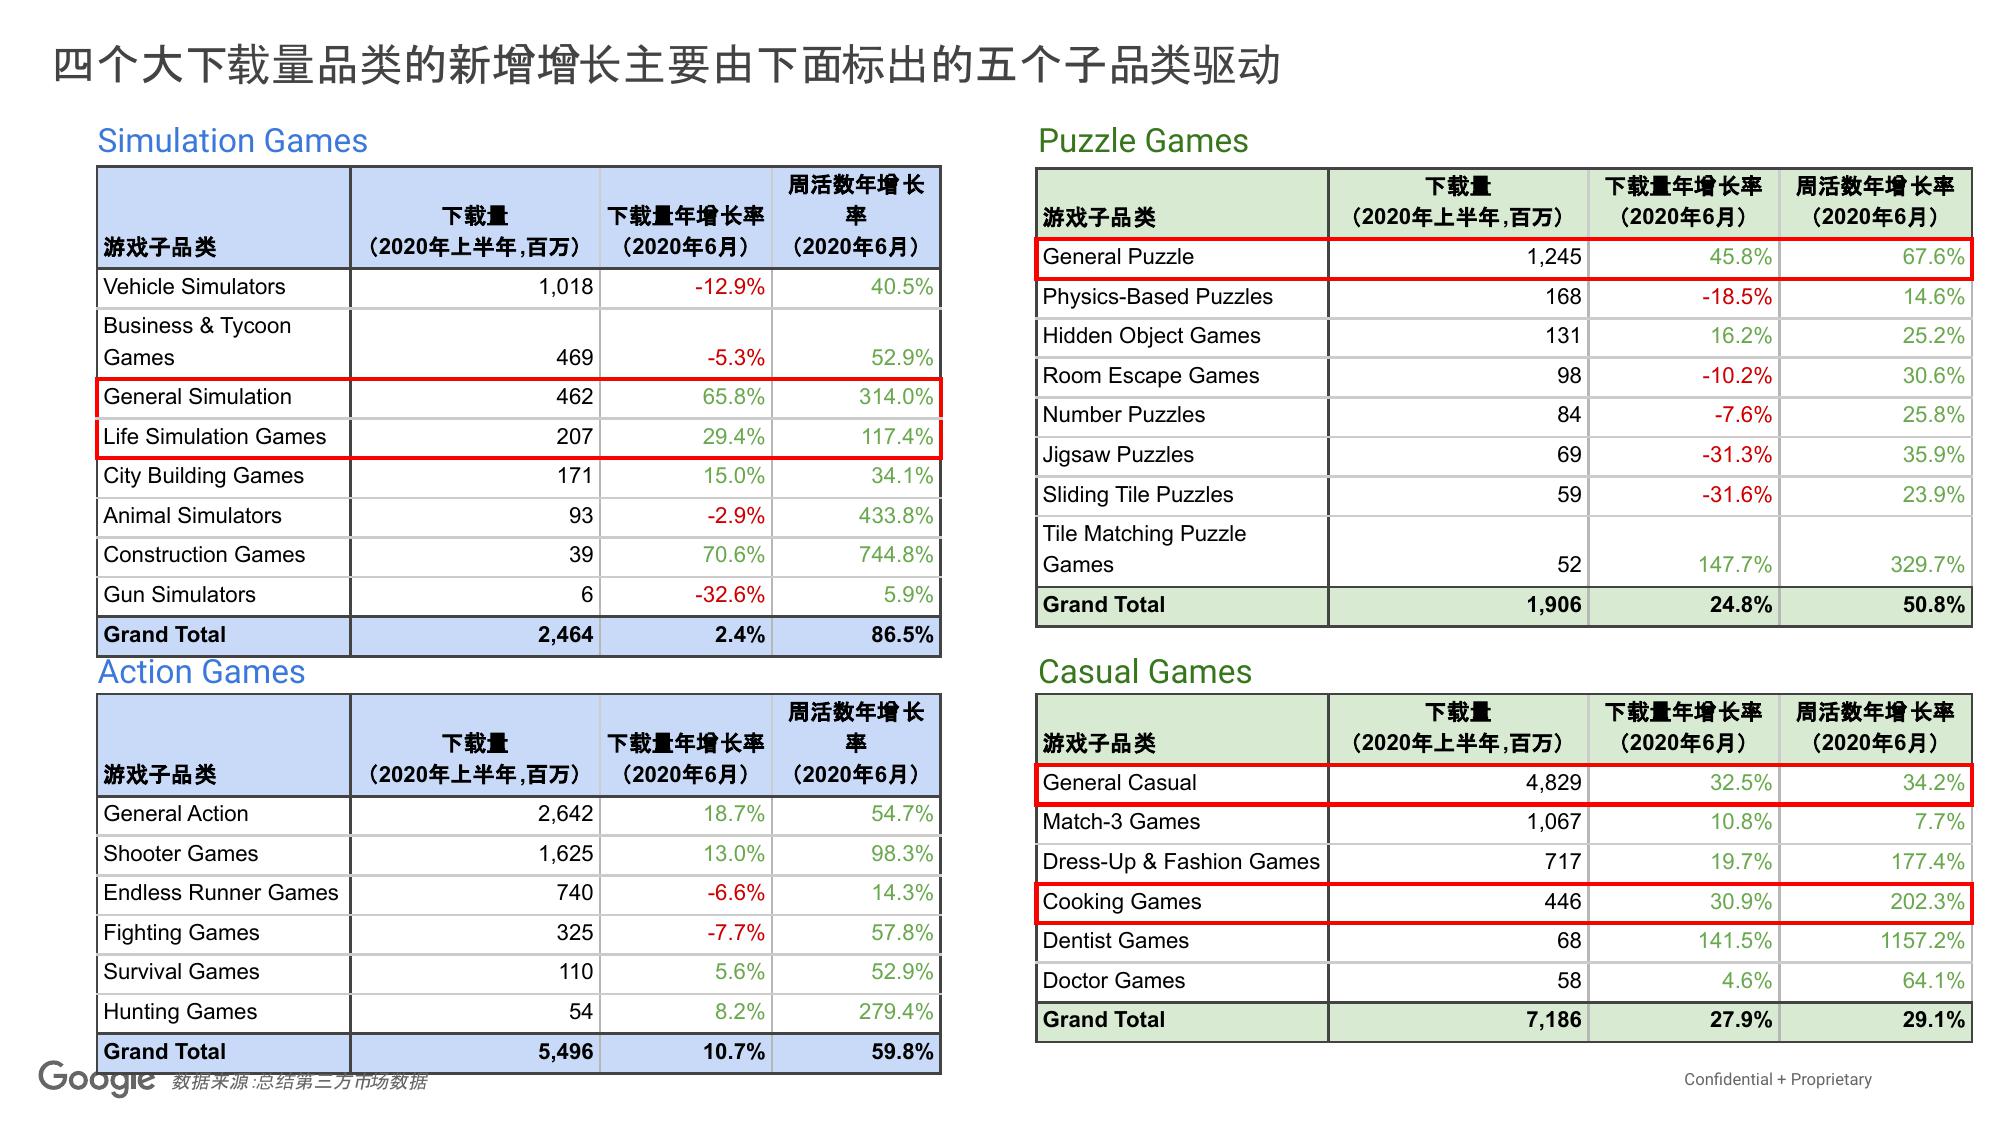 四个大下载量品类的新增增长主要由下面标出的五个子品类驱动
Simulation Games
游戏子品类 下载量 (2020年上半年,百万) 下载量年增长率 (2020年6月) 周活数年增长率 (2020年6月)
Vehicle Simulators 1,018 -12.9% 40.5%
Business & Tycoon Games 469 -5.3% 52.9%
General Simulation 462 65.8% 314.0%
Life Simulation Games 207 29.4% 117.4%
City Building Games 171 15.0% 34.1%
Animal Simulators 93 -2.9% 433.8%
Construction Games 39 70.6% 744.8%
Gun Simulators 6 -32.6% 5.9%
Grand Total 2,464 2.4% 86.5%
Puzzle Games
游戏子品类 下载量 (2020年上半年,百万) 下载量年增长率 (2020年6月) 周活数年增长率 (2020年6月)
General Puzzle 1,245 45.8% 67.6%
Physics-Based Puzzles 168 -18.5% 14.6%
Hidden Object Games 131 16.2% 25.2%
Room Escape Games 98 -10.2% 30.6%
Number Puzzles 84 -7.6% 25.8%
Jigsaw Puzzles 69 -31.3% 35.9%
Sliding Tile Puzzles 59 -31.6% 23.9%
Tile Matching Puzzle Games 52 147.7% 329.7%
Grand Total 1,906 24.8% 50.8%
Action Games
游戏子品类 下载量 (2020年上半年,百万) 下载量年增长率 (2020年6月) 周活数年增长率 (2020年6月)
General Action 2,642 18.7% 54.7%
Shooter Games 1,625 13.0% 98.3%
Endless Runner Games 740 -6.6% 14.3%
Fighting Games 325 -7.7% 57.8%
Survival Games 110 5.6% 52.9%
Hunting Games 54 8.2% 279.4%
Grand Total 5,496 10.7% 59.8%
Casual Games
游戏子品类 下载量 (2020年上半年,百万) 下载量年增长率 (2020年6月) 周活数年增长率 (2020年6月)
General Casual 4,829 32.5% 34.2%
Match-3 Games 1,067 10.8% 7.7%
Dress-Up & Fashion Games 717 19.7% 177.4%
Cooking Games 446 30.9% 202.3%
Dentist Games 68 141.5% 1157.2%
Doctor Games 58 4.6% 64.1%
Grand Total 7,186 27.9% 29.1%
Google 数据来源:总结第三方市场数据
Confidential + Proprietary